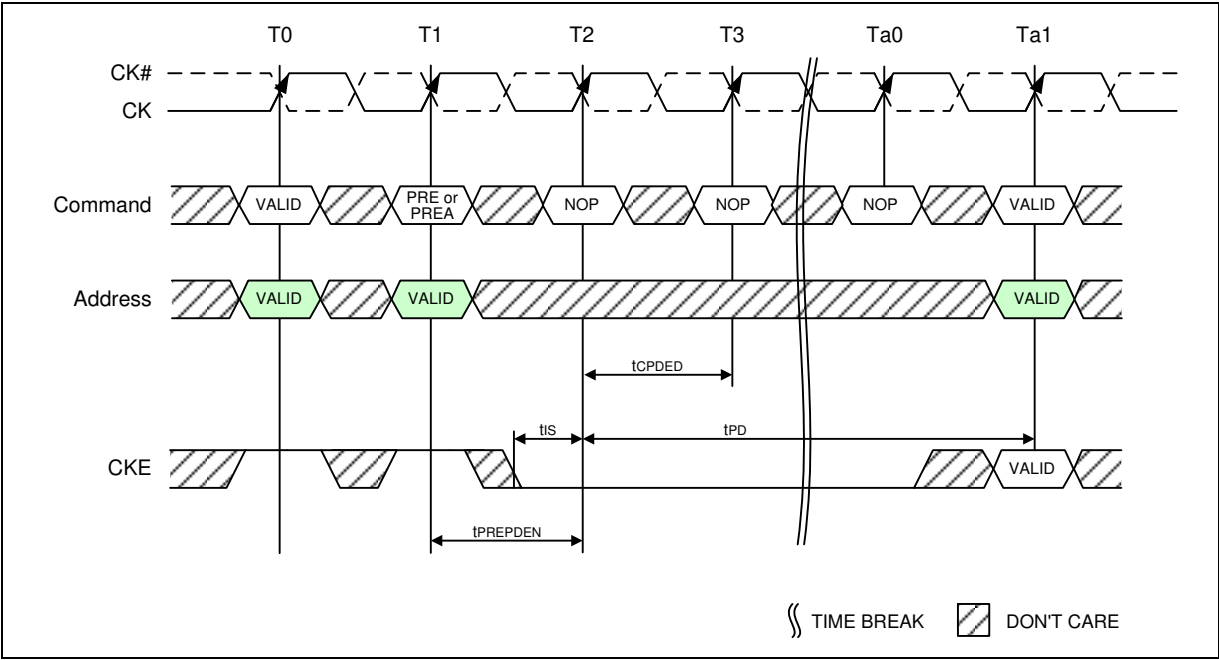 T0 T1 T2 T3 Ta0 Ta1
CK#
CK
Command VALID PRE or PREA NOP NOP NOP VALID
Address VALID VALID VALID
tCPDED
tIS tPD
CKE VALID
tPREPDEN
TIME BREAK DON'T CARE